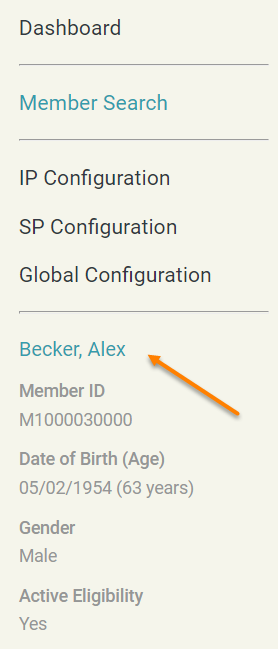 Dashboard
Member Search
IP Configuration
SP Configuration
Global Configuration
Becker, Alex
Member ID
M1000030000
Date of Birth (Age)
05/02/1954 (63 years)
Gender
Male
Active Eligibility
Yes